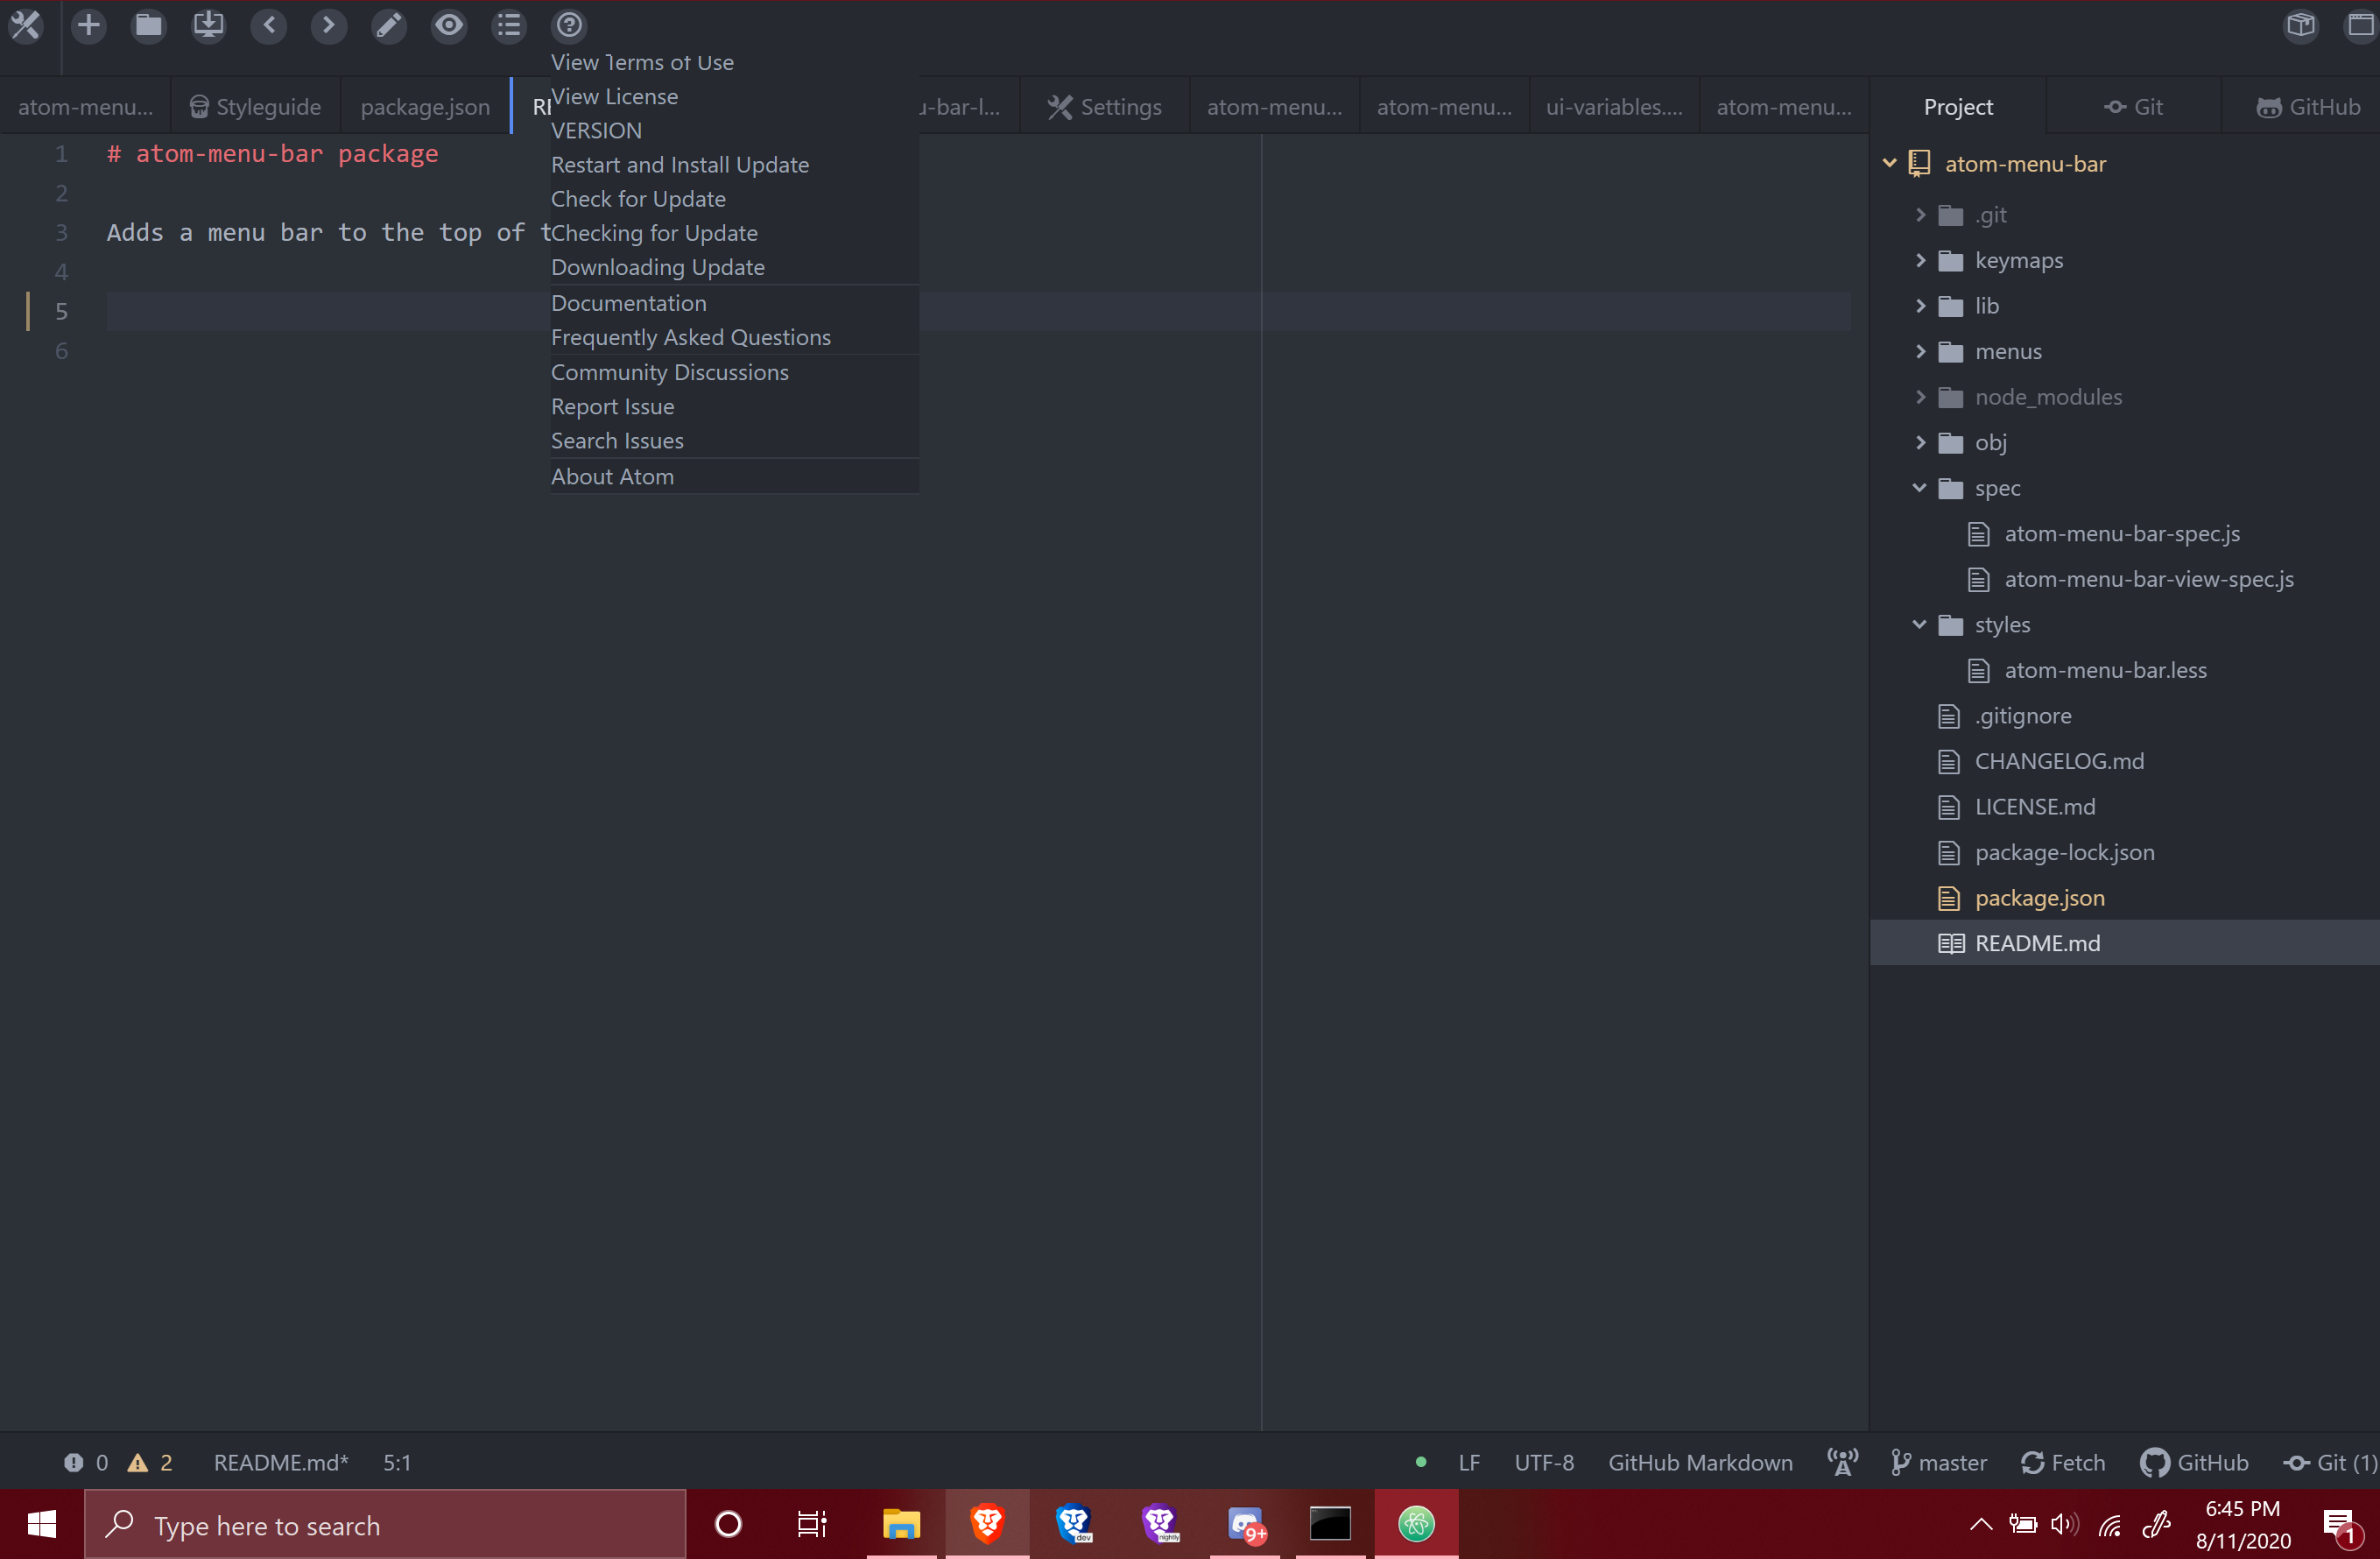 View Terms of Use
View License
VERSION
Restart and Install Update
Check for Update
Checking for Update
Downloading Update
Documentation
Frequently Asked Questions
Community Discussions
Report Issue
Search Issues
About Atom
atom-menu...
Styleguide
package.json
RE
u-bar-l...
Settings
atom-menu...
atom-menu...
ui-variables....
atom-menu...
Project
Git
GitHub
1 # atom-menu-bar package
2
3 Adds a menu bar to the top of t
4
5
6
atom-menu-bar
.git
keymaps
lib
menus
node_modules
obj
spec
atom-menu-bar-spec.js
atom-menu-bar-view-spec.js
styles
atom-menu-bar.less
.gitignore
CHANGELOG.md
LICENSE.md
package-lock.json
package.json
README.md
0 2 README.md* 5:1 LF UTF-8 GitHub Markdown master Fetch GitHub Git (1)
Type here to search
dev
nightly
9+
6:45 PM
8/11/2020
1